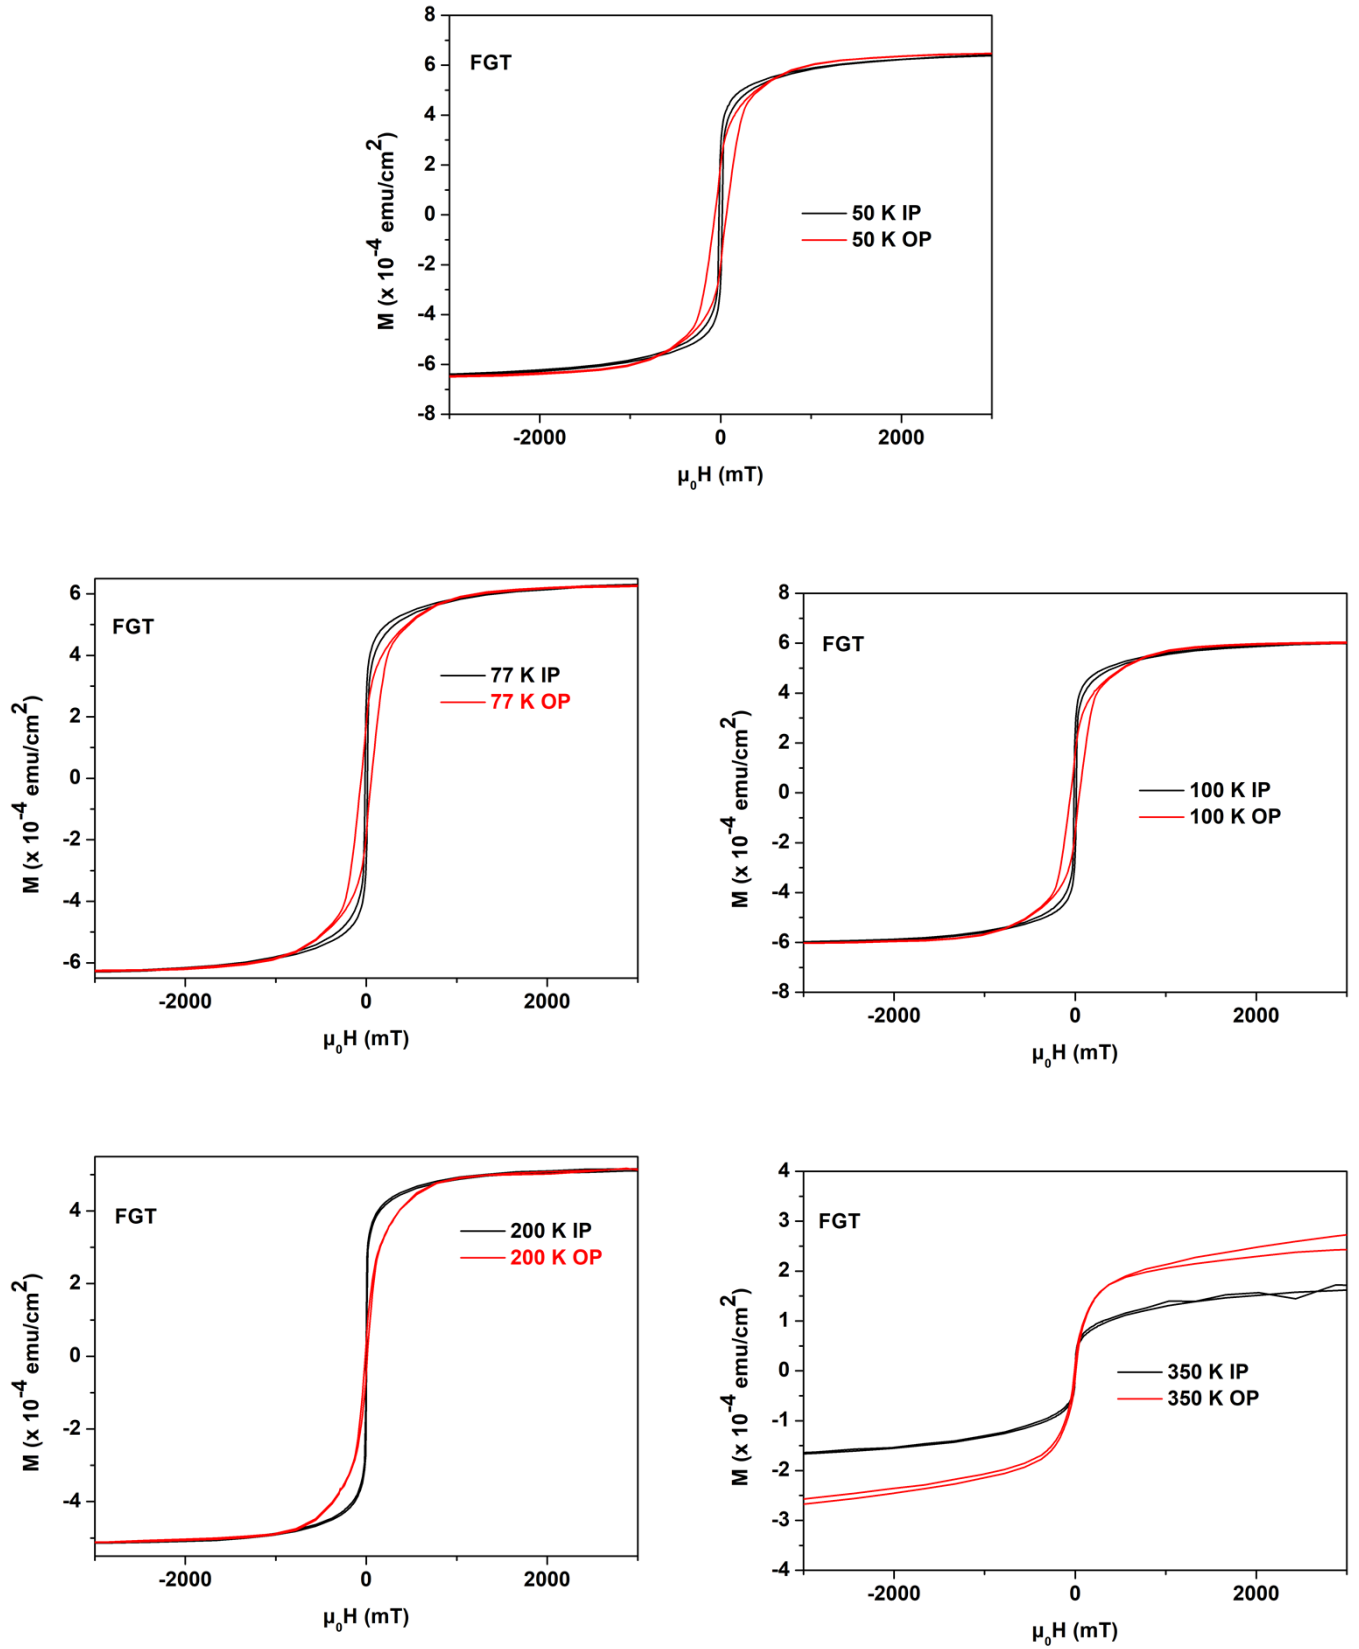 8
6
4
2
0
-2
-4
-6
-8
M (x 10⁻⁴ emu/cm²)
FGT
50 K IP
50 K OP
-2000 0 2000
µ₀H (mT)
6
4
2
0
-2
-4
-6
M (x 10⁻⁴ emu/cm²)
FGT
77 K IP
77 K OP
-2000 0 2000
µ₀H (mT)
8
6
4
2
0
-2
-4
-6
-8
M (x 10⁻⁴ emu/cm²)
FGT
100 K IP
100 K OP
-2000 0 2000
µ₀H (mT)
4
2
0
-2
-4
M (x 10⁻⁴ emu/cm²)
FGT
200 K IP
200 K OP
-2000 0 2000
µ₀H (mT)
4
3
2
1
0
-1
-2
-3
-4
M (x 10⁻⁴ emu/cm²)
FGT
350 K IP
350 K OP
-2000 0 2000
µ₀H (mT)